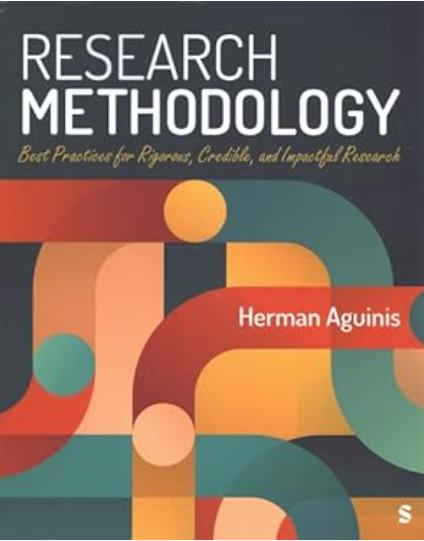 RESEARCH
METHODOLOGY
Best Practices for Rigorous, Credible, and Impactful Research
Herman Aguinis
S